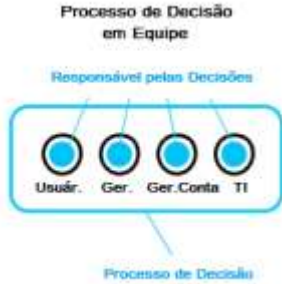 Processo de Decisão
em Equipe
Responsável pelas Decisões
Usuár. Ger. Ger.Conta TI
Processo de Decisão